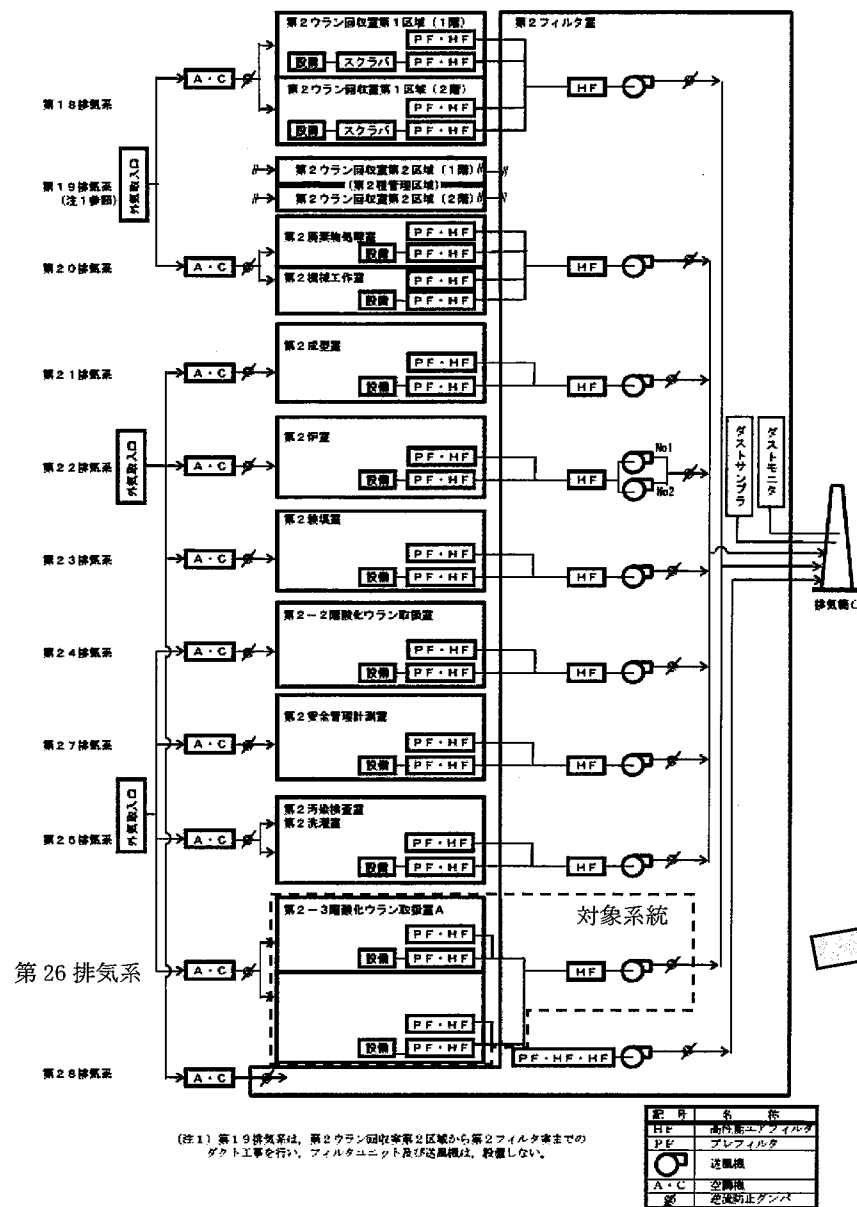 第2ウラン回収室第1区域(1階)
第2フィルタ室
PF・HF
設備 スクラバ PF・HF
A・C
HF
第18排気系
第2ウラン回収室第1区域(2階)
PF・HF
設備 スクラバ PF・HF
外気取入口
第2ウラン回収室第2区域(1階)
第19排気系
(注1参照)
(第2種管理区域)
第2ウラン回収室第2区域(2階)
第2廃棄物処理室
PF・HF
設備 PF・HF
第20排気系
A・C
HF
第2機械工作室
PF・HF
設備 PF・HF
第2成型室
PF・HF
第21排気系
A・C
設備 PF・HF
HF
第2炉室
PF・HF
No1
外気取入口
第22排気系
A・C
設備 PF・HF
HF
No2
ダストサンプラ
ダストモニタ
第2装填室
PF・HF
第23排気系
A・C
設備 PF・HF
HF
排気筒C
第2-2階酸化ウラン取扱室
PF・HF
第24排気系
A・C
設備 PF・HF
HF
第2安全管理計測室
PF・HF
第27排気系
A・C
設備 PF・HF
HF
外気取入口
第2汚染検査室
第2洗濯室
PF・HF
第25排気系
A・C
設備 PF・HF
HF
第2-3階酸化ウラン取扱室A
対象系統
PF・HF
設備 PF・HF
第26排気系
A・C
HF
PF・HF
設備 PF・HF
PF・HF・HF
第28排気系
A・C
(注1)第19排気系は、第2ウラン回収室第2区域から第2フィルタ室までの
ダクト工事を行い、フィルタユニット及び送風機は、設備しない。
記号 名称
HF 高性能エアフィルタ
PF プレフィルタ
送風機
A・C 空調機
逆流防止ダンパ